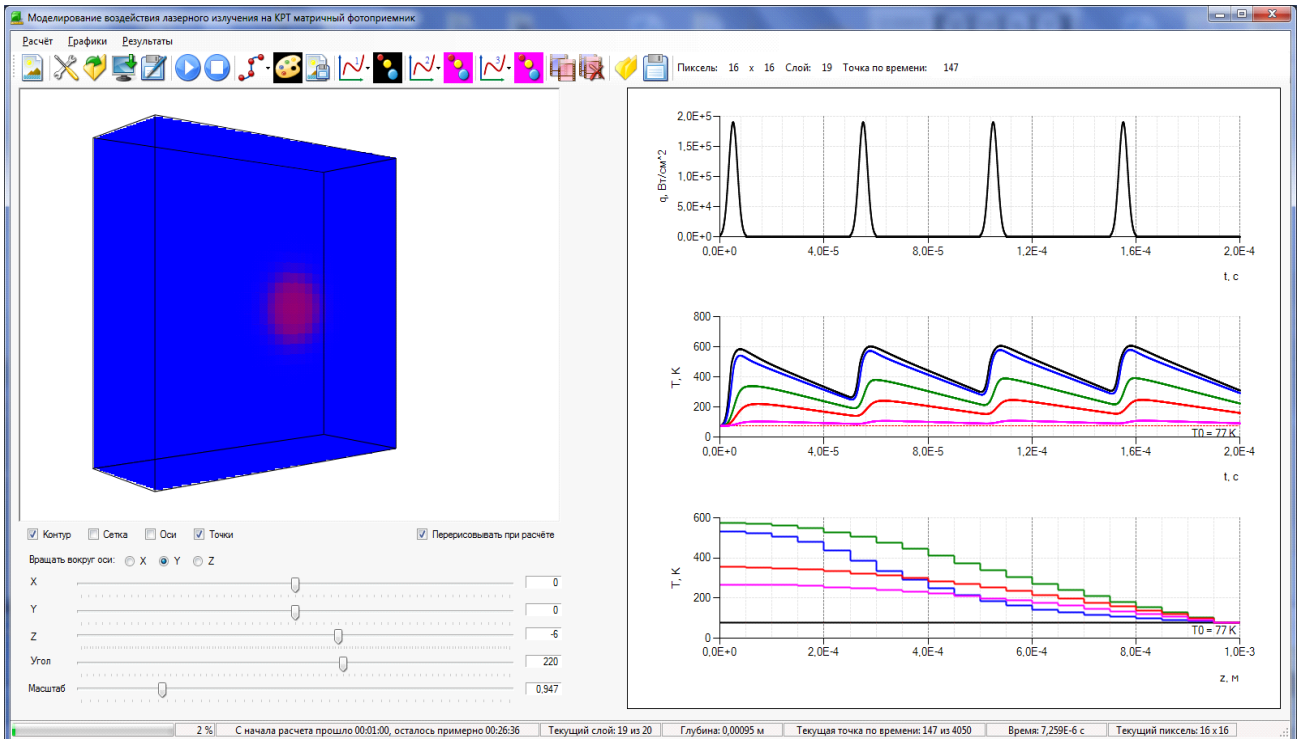 Моделирование воздействия лазерного излучения на КРТ матричный фотоприемник
Расчёт Графики Результаты
1 2 3 Пиксель: 16 x 16 Слой: 19 Точка по времени: 147
2,0E+5
1,5E+5
1,0E+5
5,0E+4
0,0E+0
q, Вт/см^2
0,0E+0 4,0E-5 8,0E-5 1,2E-4 1,6E-4 2,0E-4
t, c
800
600
400
200
0
T, K
T0 = 77 K
0,0E+0 4,0E-5 8,0E-5 1,2E-4 1,6E-4 2,0E-4
t, c
600
400
200
0
T, K
T0 = 77 K
0,0E+0 2,0E-4 4,0E-4 6,0E-4 8,0E-4 1,0E-3
z, м
Контур Сетка Оси Точки Перерисовывать при расчёте
Вращать вокруг оси: X Y Z
X 0
Y 0
Z -6
Угол 220
Масштаб 0,947
2 % С начала расчета прошло 00:01:00, осталось примерно 00:26:36 Текущий слой: 19 из 20 Глубина: 0,00095 м Текущая точка по времени: 147 из 4050 Время: 7,259E-6 с Текущий пиксель: 16 x 16